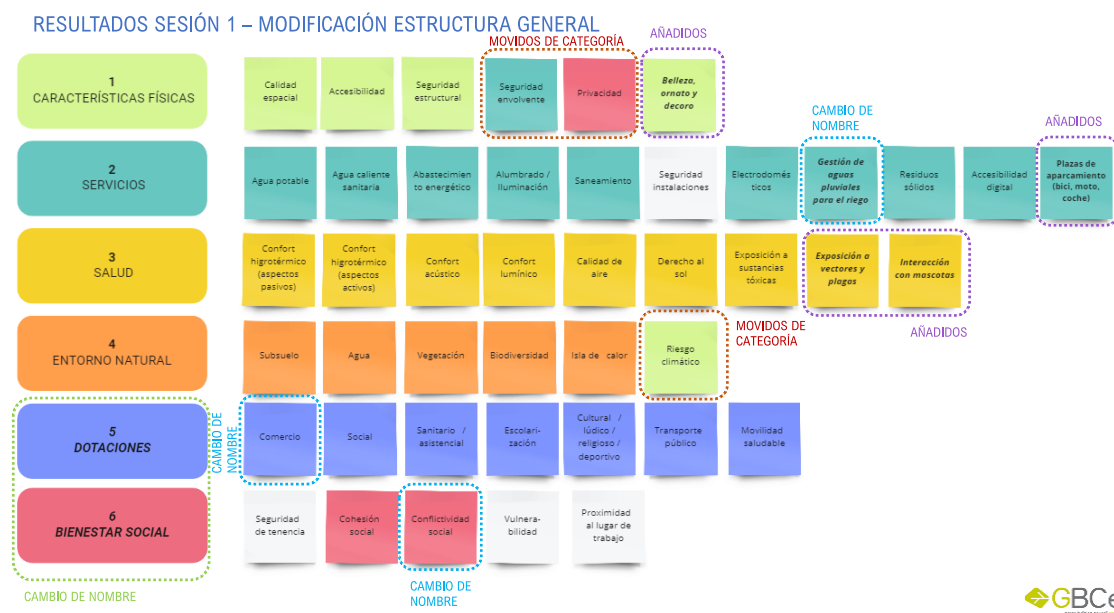 RESULTADOS SESIÓN 1 – MODIFICACIÓN ESTRUCTURA GENERAL
MOVIDOS DE CATEGORÍA
AÑADIDOS
1
CARACTERÍSTICAS FÍSICAS
Calidad
espacial
Accesibilidad
Seguridad
estructural
Seguridad
envolvente
Privacidad
Belleza,
ornato y
decoro
CAMBIO DE
NOMBRE
AÑADIDOS
2
SERVICIOS
Agua potable
Agua caliente
sanitaria
Abastecimien
to energético
Alumbrado /
Iluminación
Saneamiento
Seguridad
instalaciones
Electrodomés
ticos
Gestión de
aguas
pluviales
para el riego
Residuos
sólidos
Accesibilidad
digital
Plazas de
aparcamiento
(bici, moto,
coche)
3
SALUD
Confort
higrotérmico
(aspectos
pasivos)
Confort
higrotérmico
(aspectos
activos)
Confort
acústico
Confort
lumínico
Calidad de
aire
Derecho al
sol
Exposición a
sustancias
tóxicas
Exposición a
vectores y
plagas
Interacción
con mascotas
AÑADIDOS
4
ENTORNO NATURAL
Subsuelo
Agua
Vegetación
Biodiversidad
Isla de calor
Riesgo
climático
MOVIDOS DE
CATEGORÍA
5
DOTACIONES
CAMBIO DE
NOMBRE
Comercio
Social
Sanitario /
asistencial
Escolari-
zación
Cultural /
lúdico /
religioso /
deportivo
Transporte
público
Movilidad
saludable
6
BIENESTAR SOCIAL
Seguridad
de tenencia
Cohesión
social
Conflictividad
social
Vulnera-
bilidad
Proximidad
al lugar de
trabajo
CAMBIO DE NOMBRE
CAMBIO DE
NOMBRE
GBCe